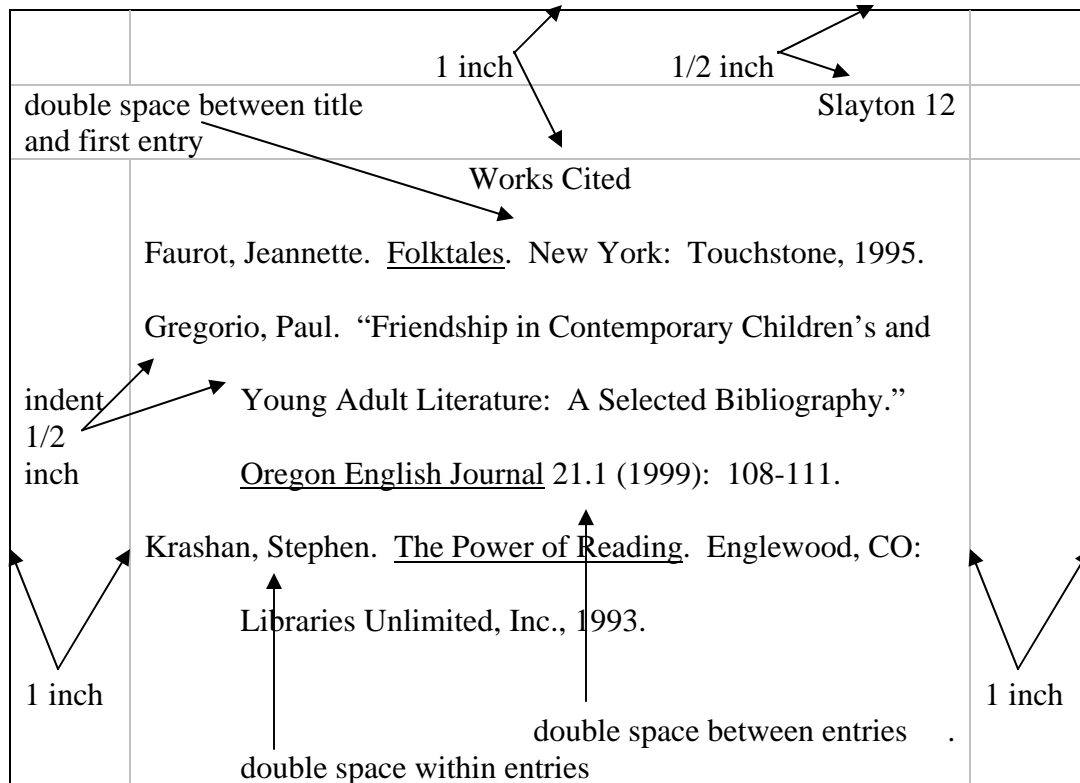 1 inch 1/2 inch
double space between title Slayton 12
and first entry
Works Cited
Faurot, Jeannette.  Folktales.  New York:  Touchstone, 1995.
Gregorio, Paul.  “Friendship in Contemporary Children’s and
indent Young Adult Literature:  A Selected Bibliography.”
1/2
inch Oregon English Journal 21.1 (1999):  108-111.
Krashan, Stephen.  The Power of Reading.  Englewood, CO:
Libraries Unlimited, Inc., 1993.
1 inch 1 inch
double space between entries .
double space within entries